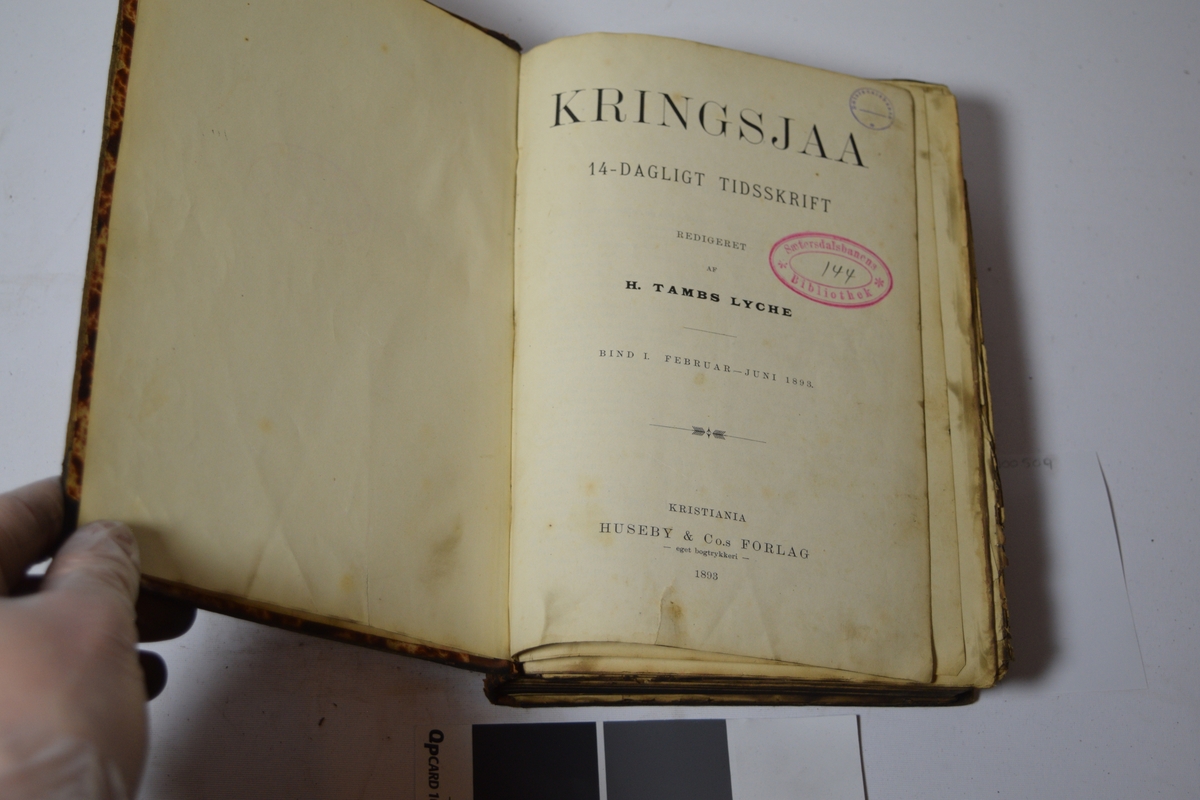 KRINGSJAA
14-DAGLIGT TIDSSKRIFT
REDIGERET
AF
H. TAMBS LYCHE
Sætersdalsbanens
144
Bibliothek
BIND I. FEBRUAR—JUNI 1893.
KRISTIANIA
HUSEBY & Co.s FORLAG
— eget bogtrykkeri —
1893
QPCARD